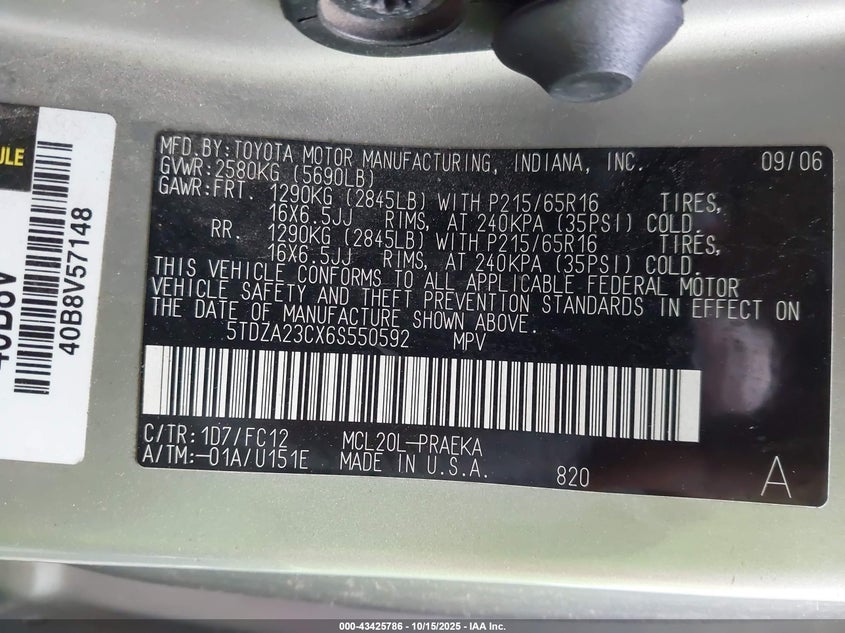 MFD.BY:TOYOTA MOTOR MANUFACTURING, INDIANA, INC. 09/06
GVWR:2580KG (5690LB)
GAWR:FRT. 1290KG (2845LB) WITH P215/65R16 TIRES,
16X6.5JJ RIMS, AT 240KPA (35PSI) COLD.
RR. 1290KG (2845LB) WITH P215/65R16 TIRES,
16X6.5JJ RIMS, AT 240KPA (35PSI) COLD.
THIS VEHICLE CONFORMS TO ALL APPLICABLE FEDERAL MOTOR
VEHICLE SAFETY AND THEFT PREVENTION STANDARDS IN EFFECT ON
THE DATE OF MANUFACTURE SHOWN ABOVE.
5TDZA23CX6S550592 MPV
C/TR:1D7/FC12 MCL20L-PRAEKA
A/TM:-01A/U151E MADE IN U.S.A. 820 A
ULE
40B8V57148
000-43425786 - 10/15/2025 - IAA Inc.